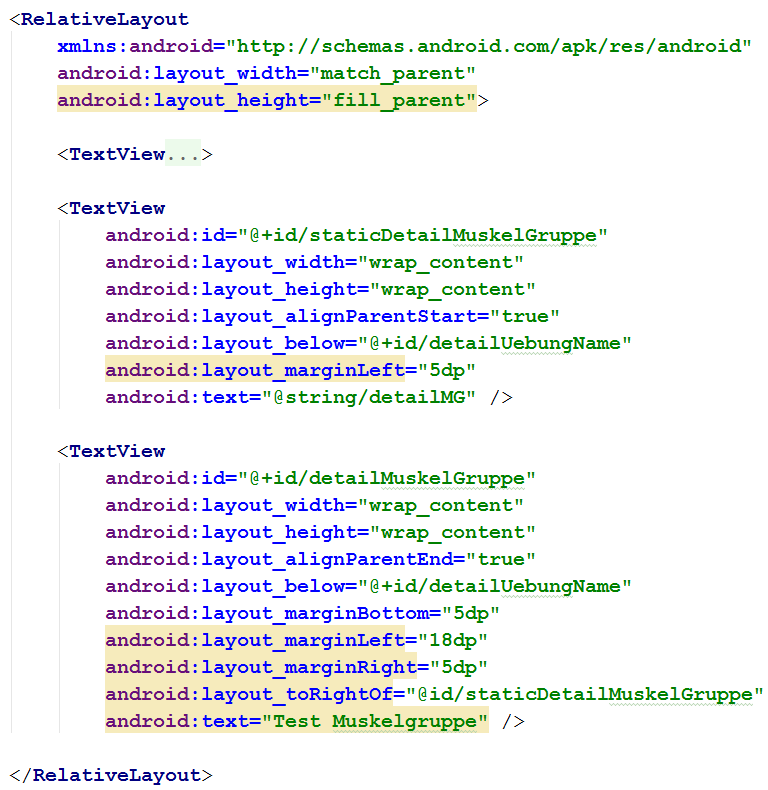 <RelativeLayout
    xmlns:android="http://schemas.android.com/apk/res/android"
    android:layout_width="match_parent"
    android:layout_height="fill_parent">

    <TextView...>

    <TextView
        android:id="@+id/staticDetailMuskelGruppe"
        android:layout_width="wrap_content"
        android:layout_height="wrap_content"
        android:layout_alignParentStart="true"
        android:layout_below="@+id/detailUebungName"
        android:layout_marginLeft="5dp"
        android:text="@string/detailMG" />

    <TextView
        android:id="@+id/detailMuskelGruppe"
        android:layout_width="wrap_content"
        android:layout_height="wrap_content"
        android:layout_alignParentEnd="true"
        android:layout_below="@+id/detailUebungName"
        android:layout_marginBottom="5dp"
        android:layout_marginLeft="18dp"
        android:layout_marginRight="5dp"
        android:layout_toRightOf="@id/staticDetailMuskelGruppe"
        android:text="Test Muskelgruppe" />

</RelativeLayout>